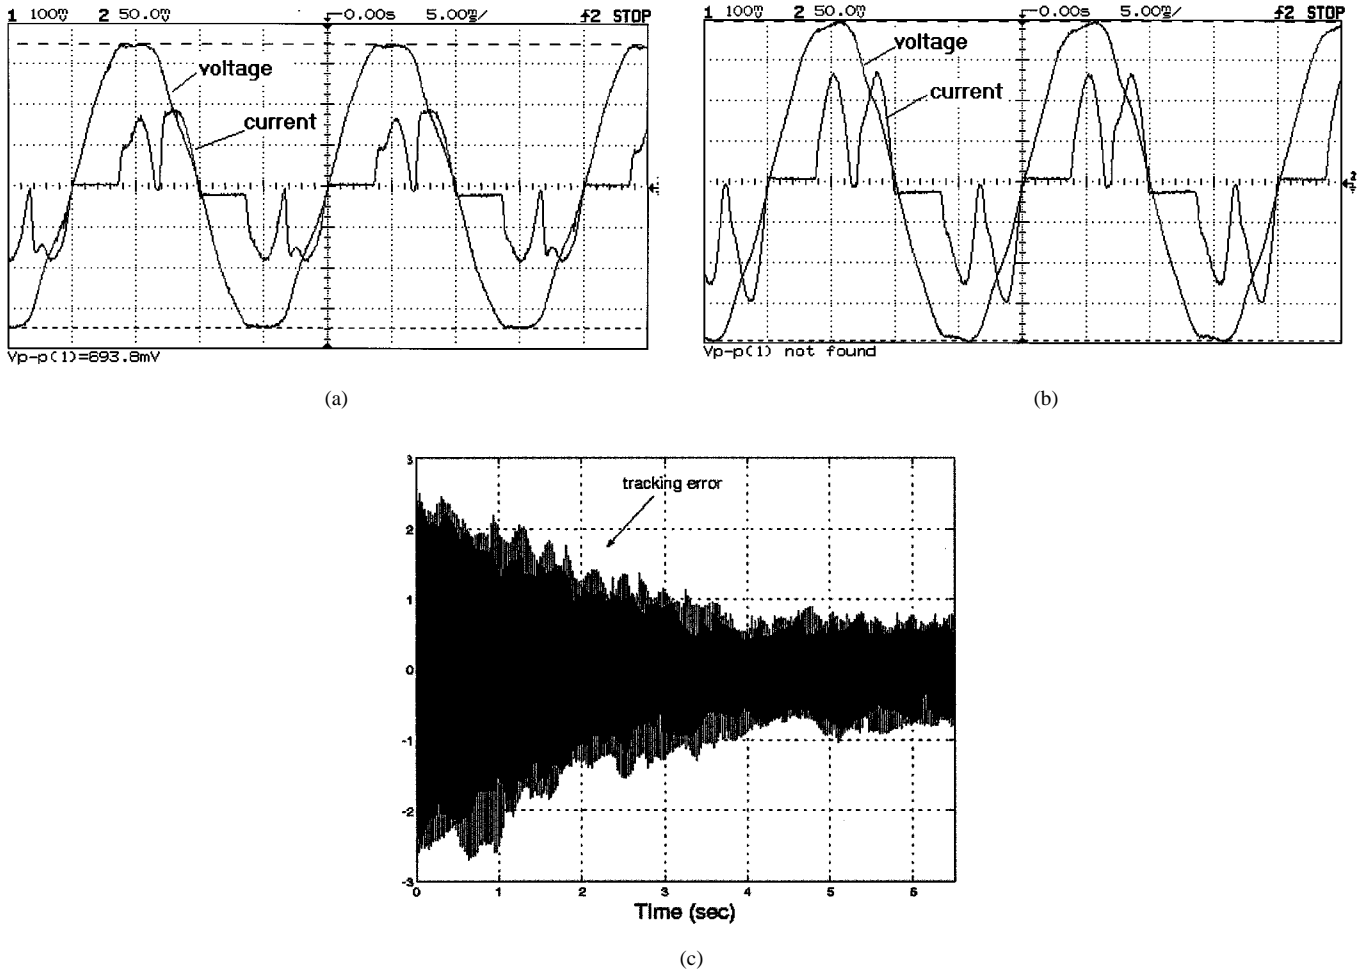 1 100mV 2 50.0mV 0.00s 5.00ms/ f2 STOP
voltage
current
Vp-p(1)=693.8mV
(a)
1 100mV 2 50.0mV 0.00s 5.00ms/ f2 STOP
voltage
current
Vp-p(1) not found
(b)
3
2
1
0
-1
-2
-3
tracking error
0 1 2 3 4 5 6
Time (sec)
(c)